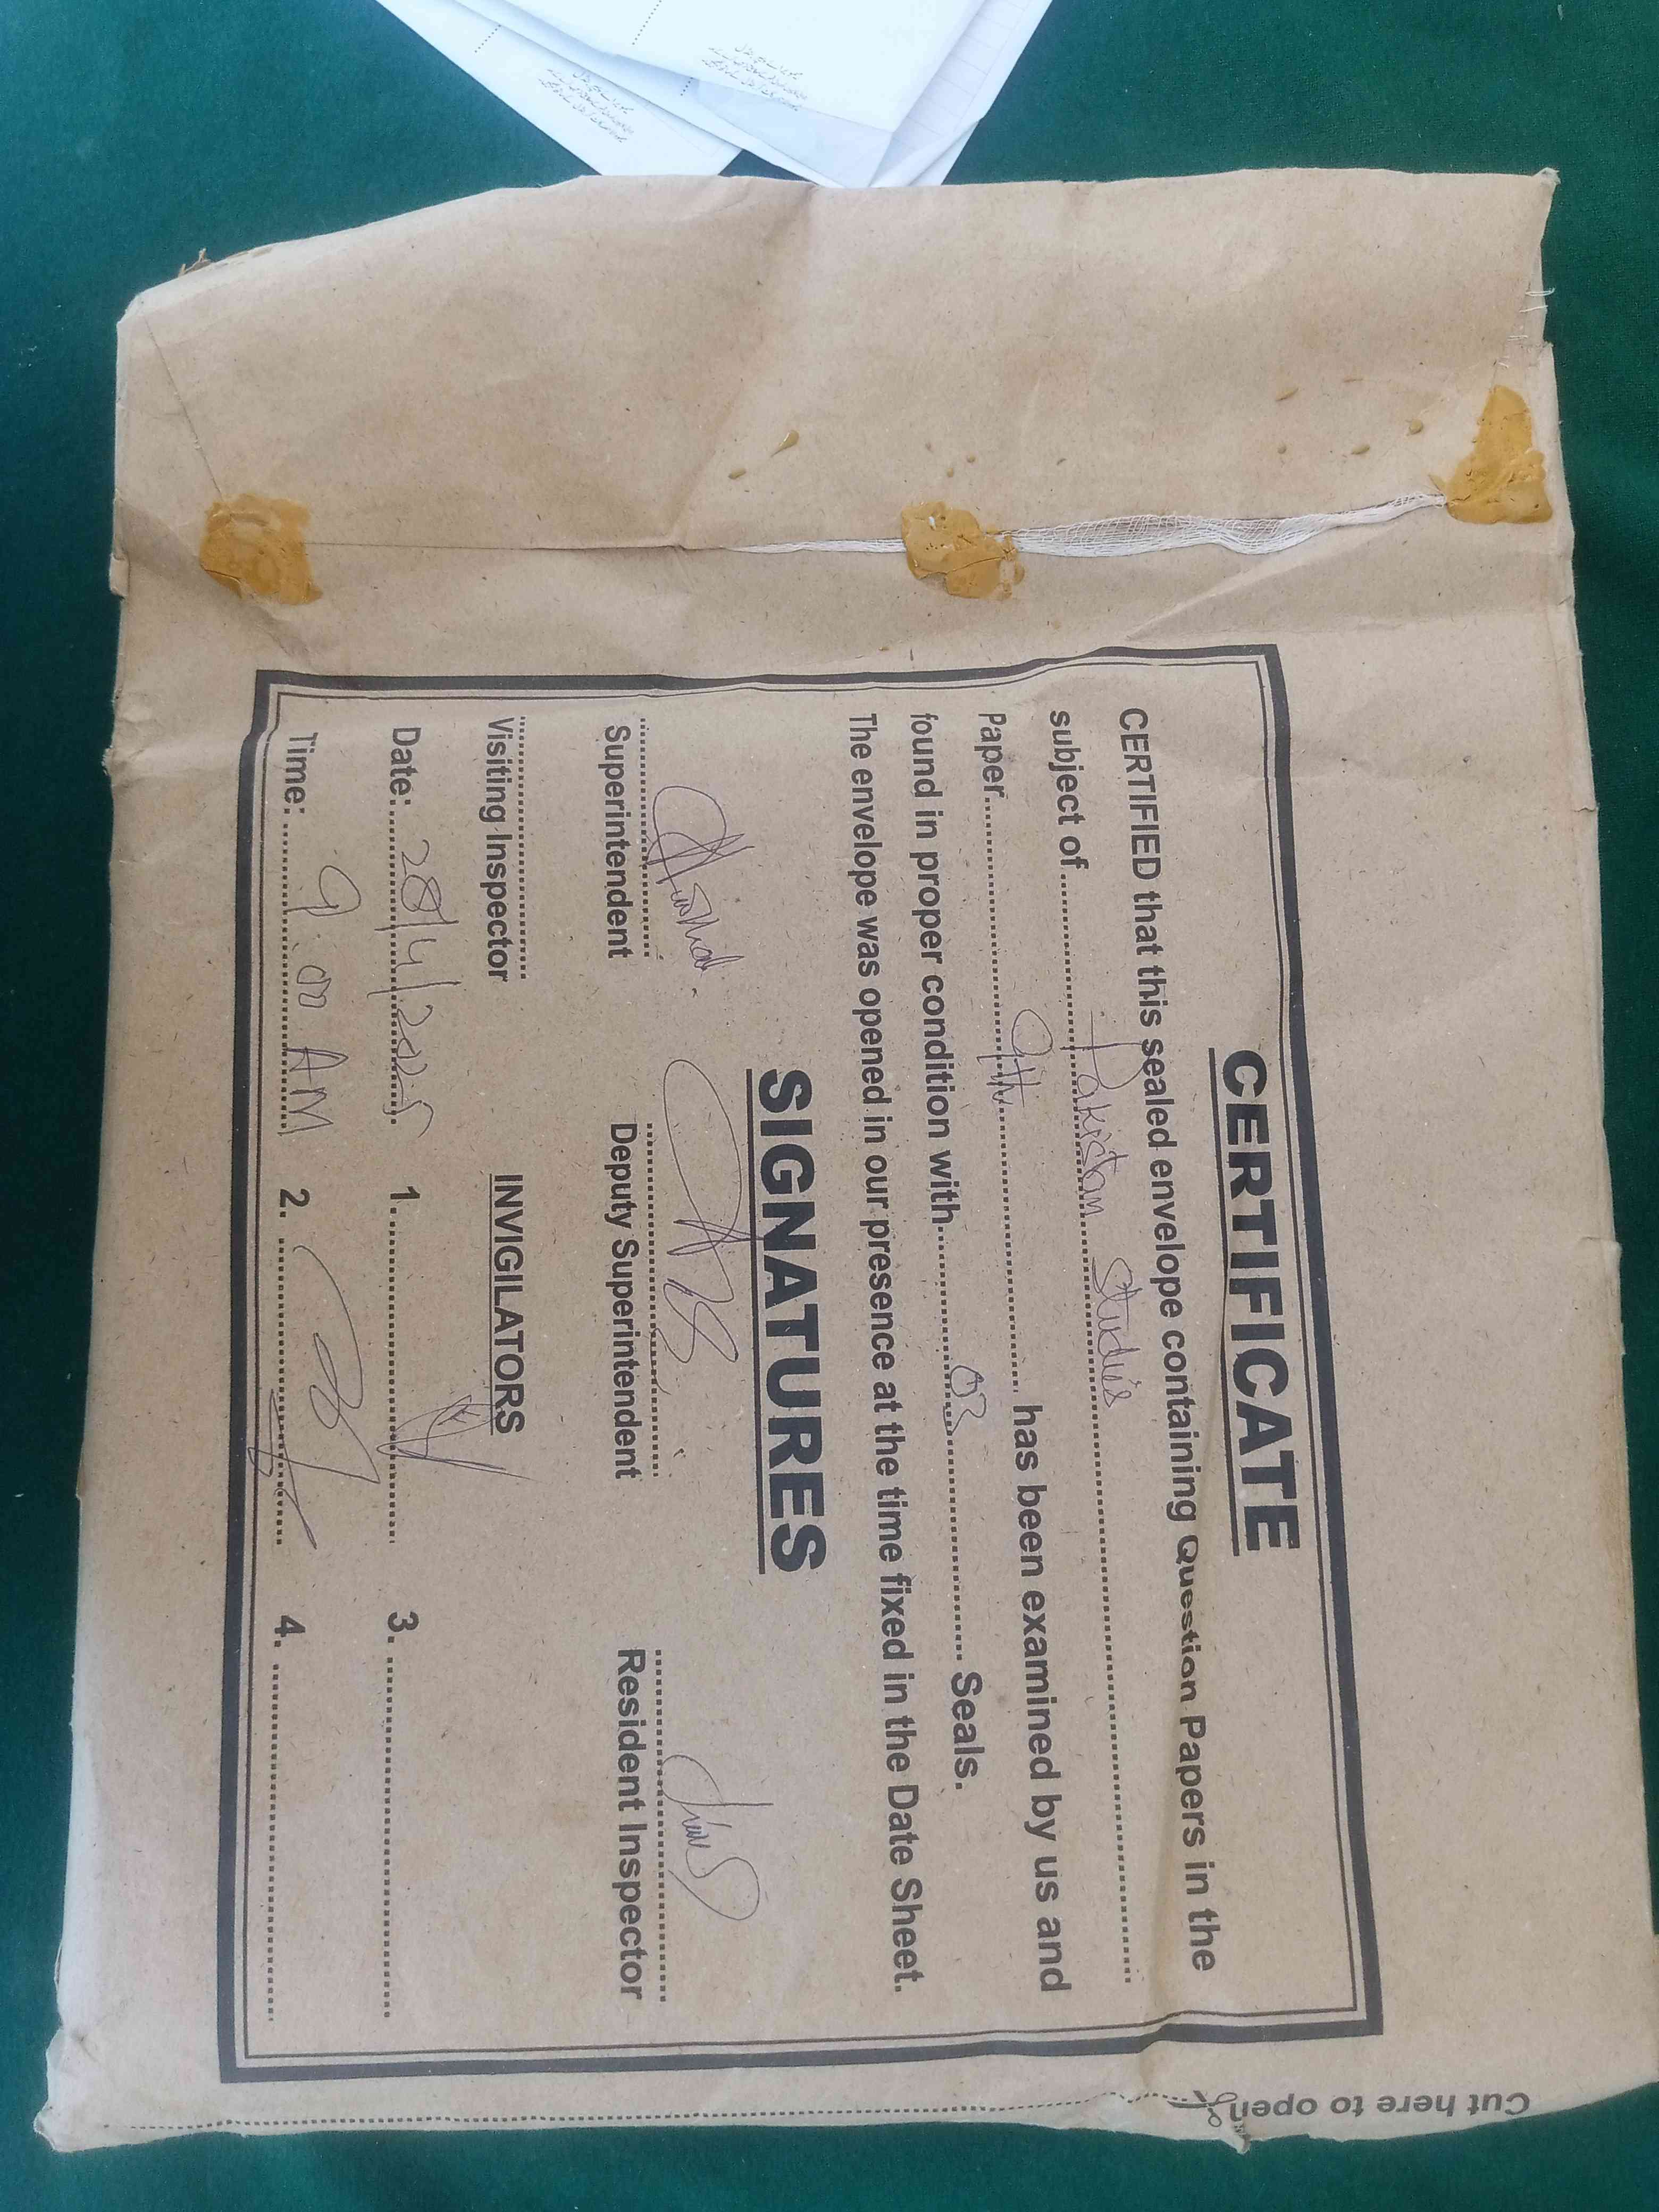 CERTIFICATE
CERTIFIED that this sealed envelope containing Question Papers in the
subject of Pakistan Studies
Paper 9th has been examined by us and
found in proper condition with 03 Seals.
The envelope was opened in our presence at the time fixed in the Date Sheet.
SIGNATURES
Superintendent Deputy Superintendent Resident Inspector
Visiting Inspector INVIGILATORS
Date: 28/4/2025 1. 3.
Time: 9:00 AM 2. 4.
Cut here to open